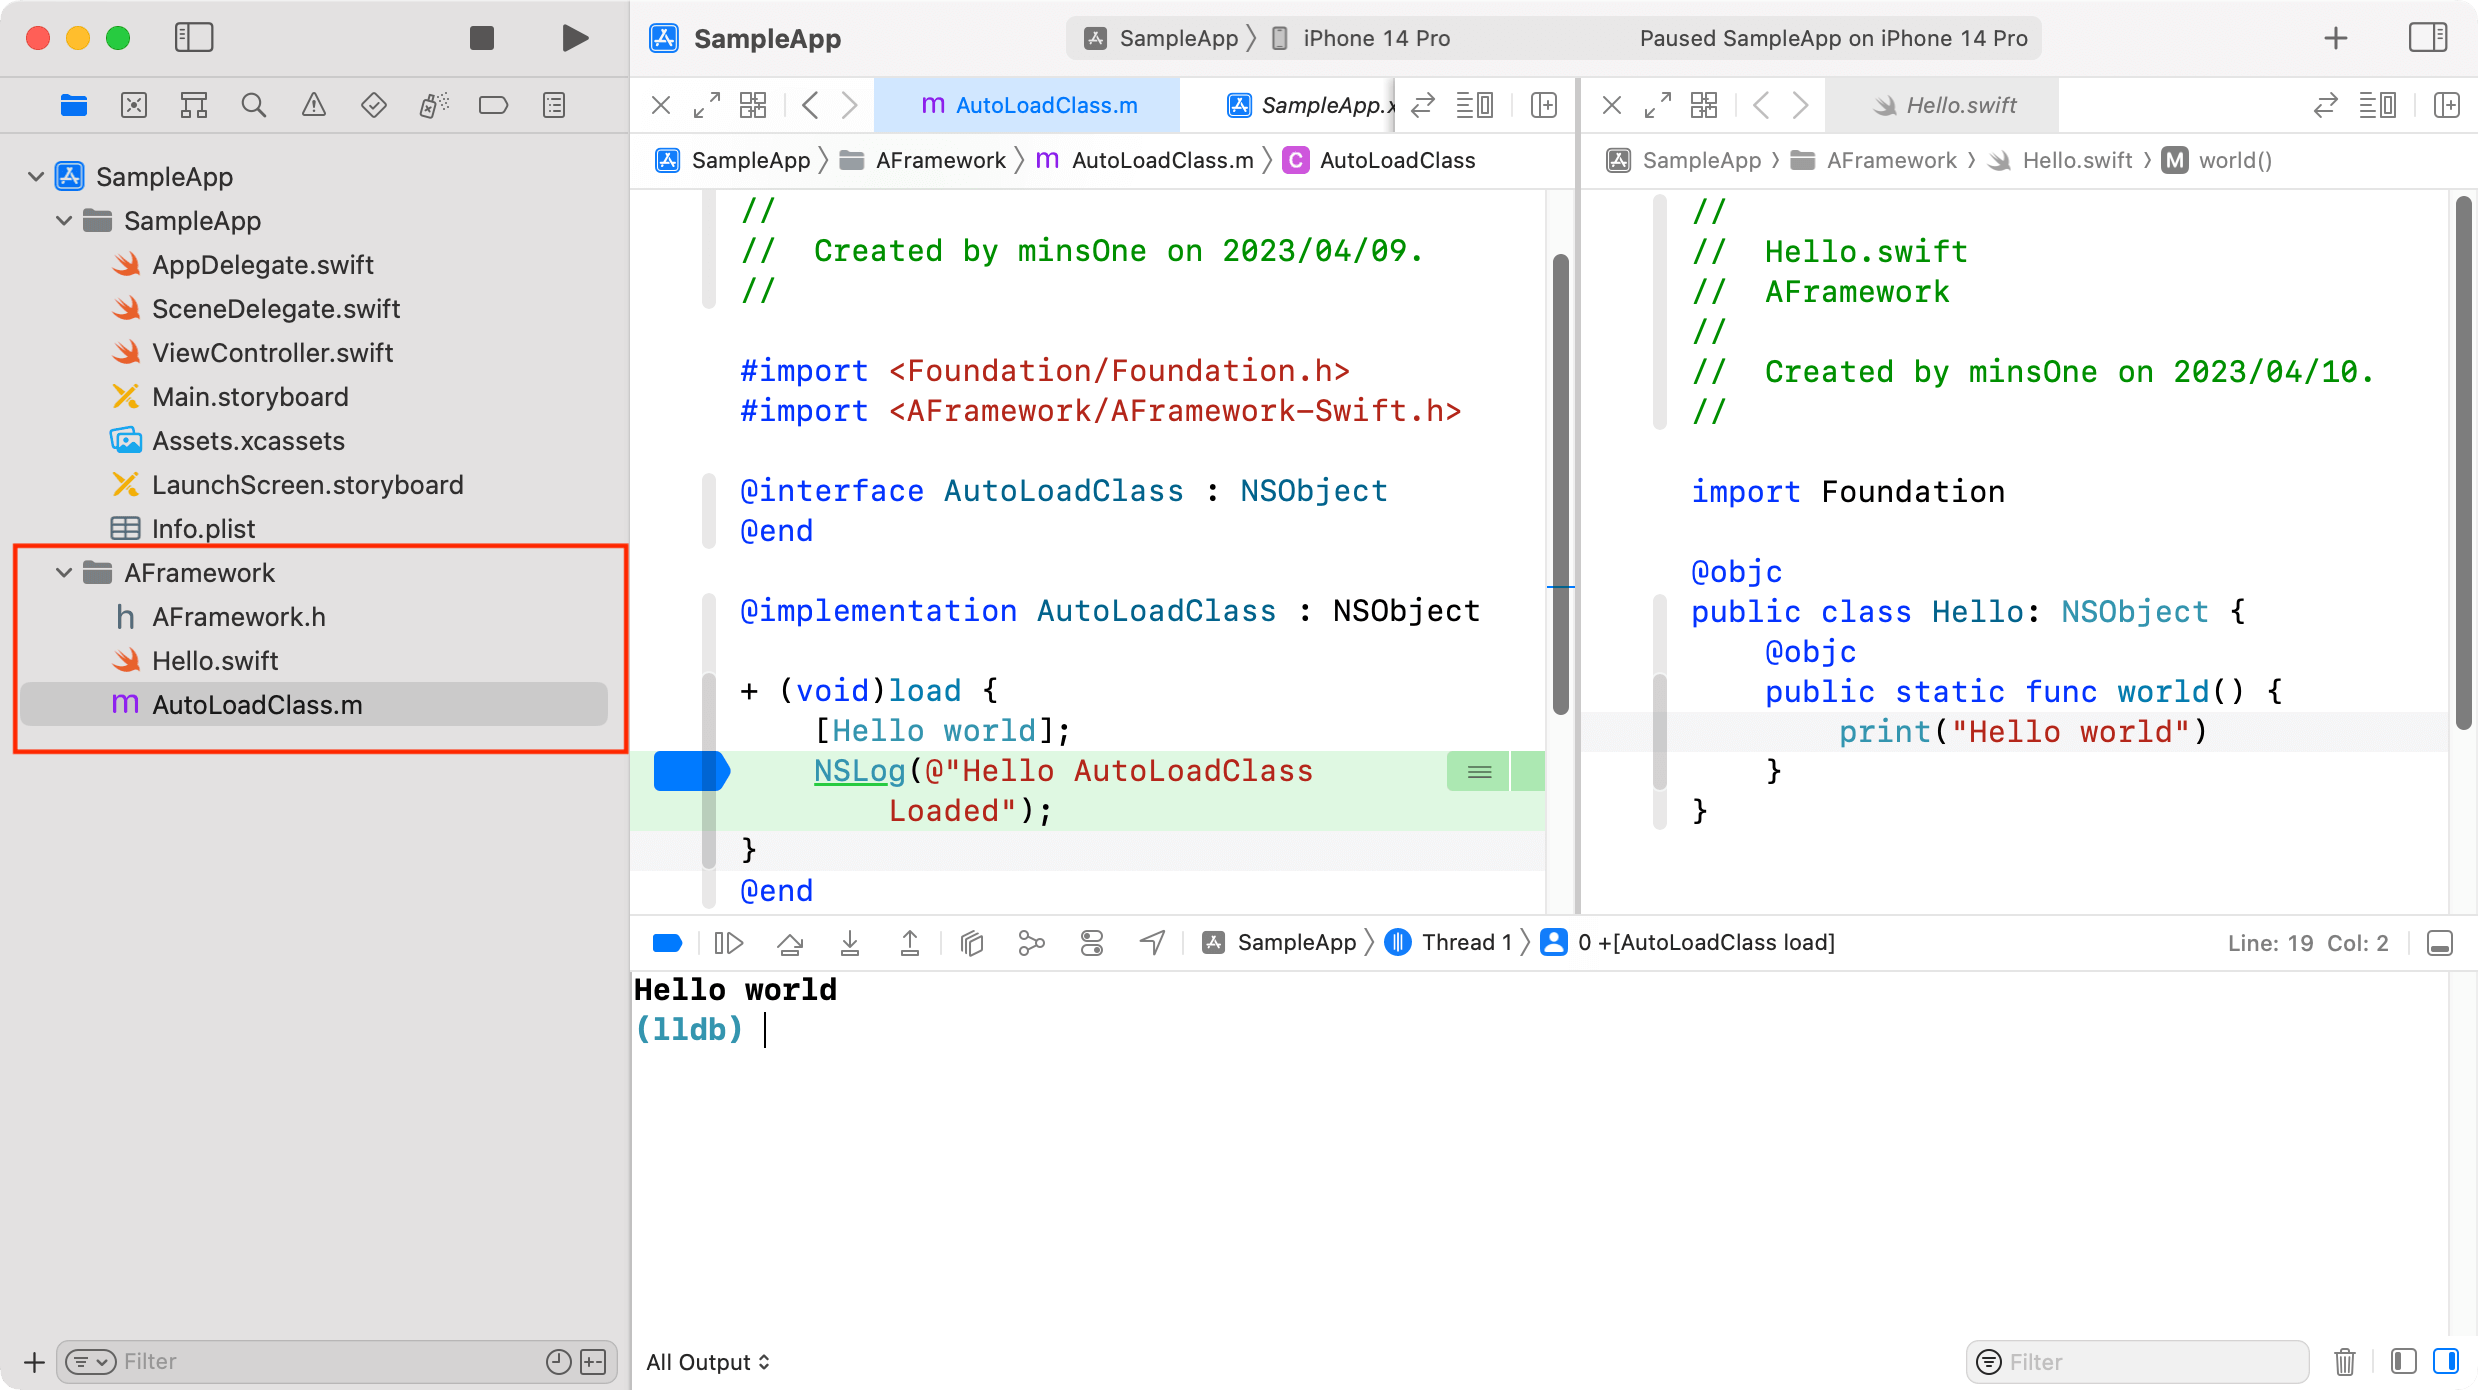 SampleApp
SampleApp
iPhone 14 Pro
Paused SampleApp on iPhone 14 Pro
m AutoLoadClass.m
SampleApp.x
Hello.swift
SampleApp
AFramework
m AutoLoadClass.m
C AutoLoadClass
SampleApp
AFramework
Hello.swift
M world()
SampleApp
SampleApp
AppDelegate.swift
SceneDelegate.swift
ViewController.swift
Main.storyboard
Assets.xcassets
LaunchScreen.storyboard
Info.plist
AFramework
h AFramework.h
Hello.swift
m AutoLoadClass.m
//
//  Created by minsOne on 2023/04/09.
//
#import <Foundation/Foundation.h>
#import <AFramework/AFramework-Swift.h>
@interface AutoLoadClass : NSObject
@end
@implementation AutoLoadClass : NSObject
+ (void)load {
    [Hello world];
    NSLog(@"Hello AutoLoadClass
        Loaded");
}
@end
//
//  Hello.swift
//  AFramework
//
//  Created by minsOne on 2023/04/10.
//
import Foundation
@objc
public class Hello: NSObject {
    @objc
    public static func world() {
        print("Hello world")
    }
}
SampleApp
Thread 1
0 +[AutoLoadClass load]
Line: 19  Col: 2
Hello world
(lldb)
Filter
All Output
Filter